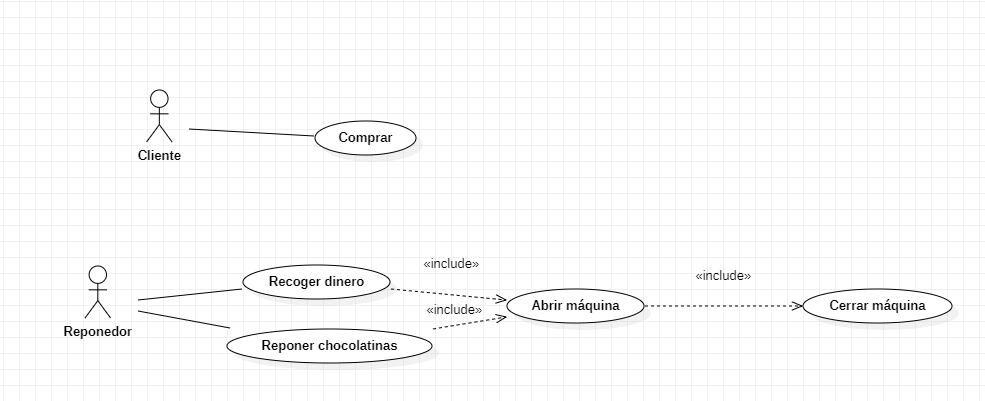 Cliente
Comprar
Reponedor
Recoger dinero
«include»
Reponer chocolatinas
«include»
Abrir máquina
«include»
Cerrar máquina